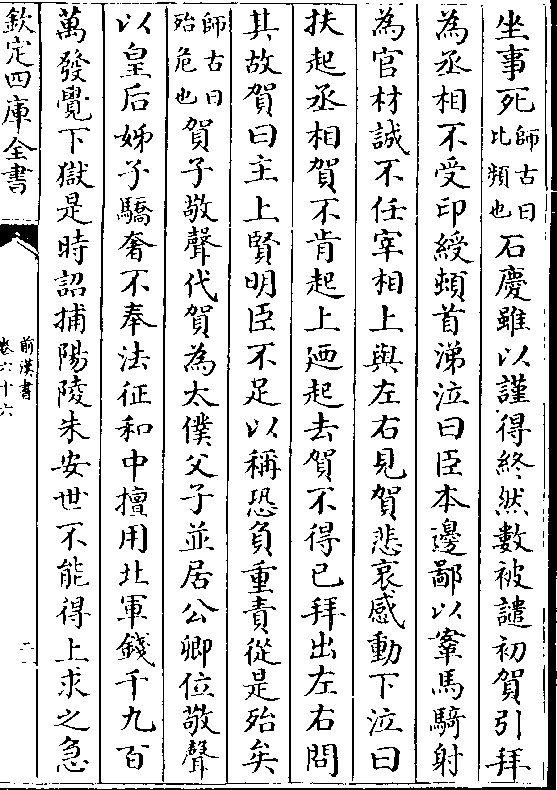 坐事死師古曰比頻也石慶雖以謹得終然數被譴初賀引拜
為丞相不受印綬頓首涕泣曰臣本邊鄙以鞌馬騎射
為官材誠不任宰相上與左右見賀悲哀感動下泣曰
扶起丞相賀不肯起上廼起去賀不得已拜出左右問
其故賀曰主上賢明臣不足以稱恐負重責從是殆矣
師古曰殆危也賀子敬聲代賀為太僕父子並居公卿位敬聲
以皇后姊子驕奢不奉法征和中擅用北軍錢千九百
萬發覺下獄是時詔捕陽陵朱安世不能得上求之急
欽定四庫全書
前漢書
卷六十六
二